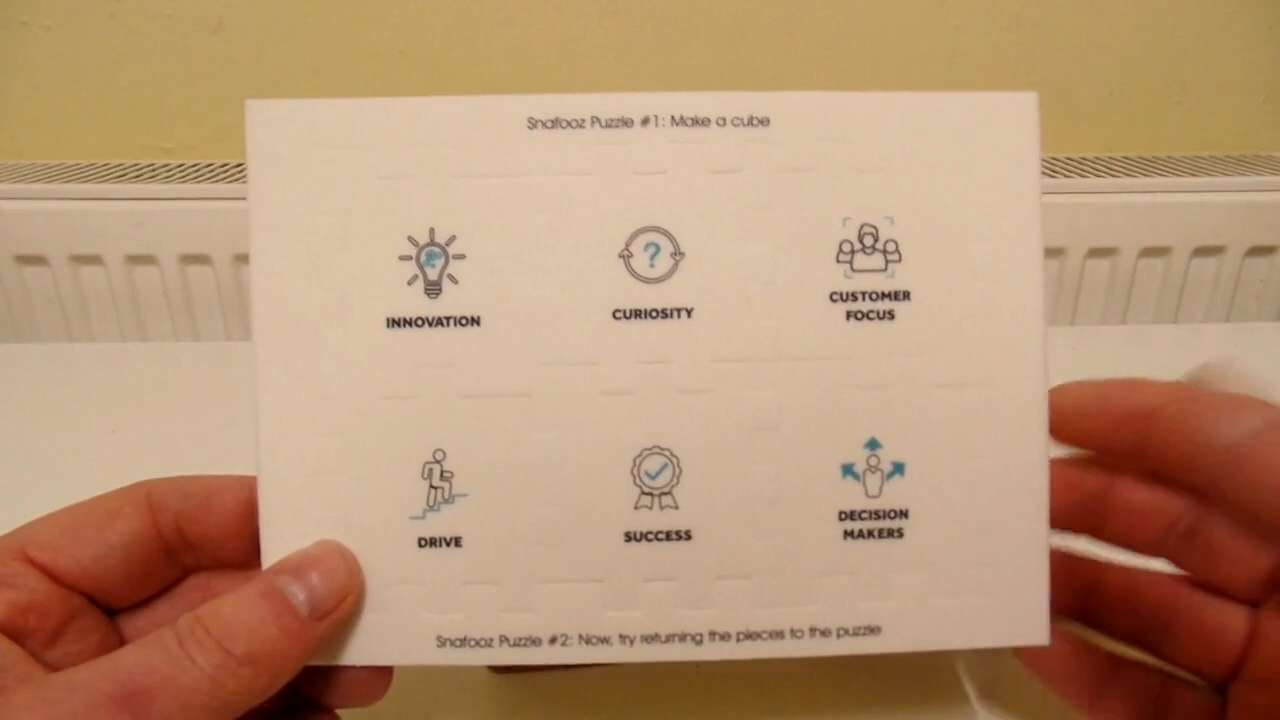 Snafooz Puzzle #1: Make a cube
INNOVATION
?
CURIOSITY
CUSTOMER
FOCUS
DRIVE
SUCCESS
DECISION
MAKERS
Snafooz Puzzle #2: Now, try returning the pieces to the puzzle